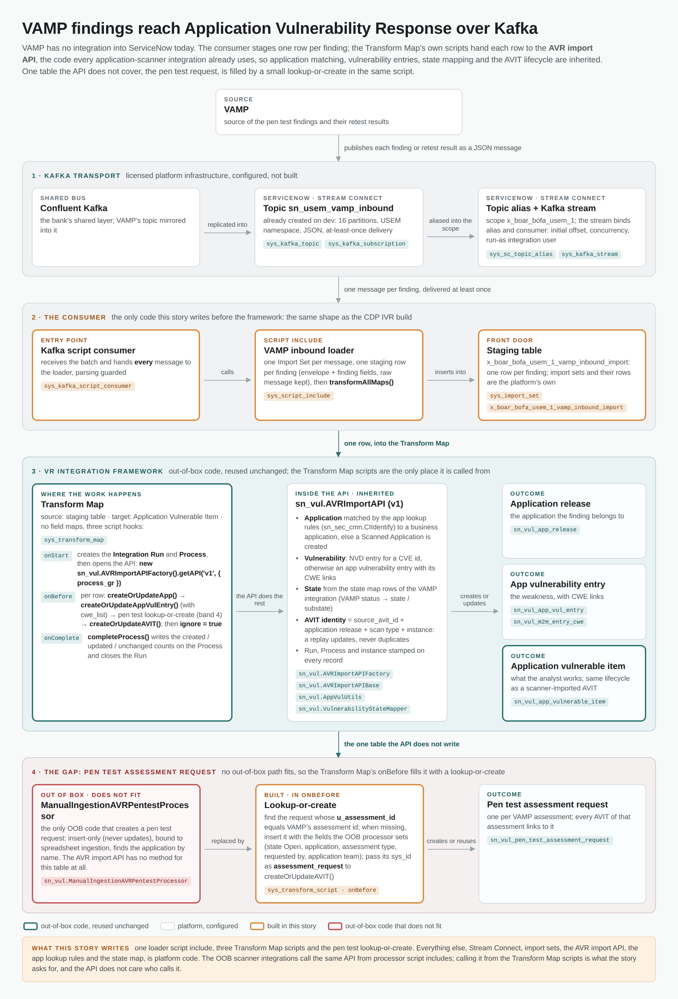 VAMP findings reach Application Vulnerability Response over Kafka
VAMP has no integration into ServiceNow today. The consumer stages one row per finding; the Transform Map's own scripts hand each row to the AVR import
API, the code every application-scanner integration already uses, so application matching, vulnerability entries, state mapping and the AVIT lifecycle are inherited.
One table the API does not cover, the pen test request, is filled by a small lookup-or-create in the same script.
SOURCE
VAMP
source of the pen test findings and their retest results
publishes each finding or retest result as a JSON message
1 · KAFKA TRANSPORT licensed platform infrastructure, configured, not built
SHARED BUS
Confluent Kafka
the bank’s shared layer; VAMP’s topic mirrored
into it
replicated into
SERVICENOW · STREAM CONNECT
Topic sn_usem_vamp_inbound
already created on dev: 16 partitions, USEM
namespace, JSON, at-least-once delivery
sys_kafka_topic sys_kafka_subscription
aliased into the
scope
SERVICENOW · STREAM CONNECT
Topic alias + Kafka stream
scope x_boar_bofa_usem_1; the stream binds
alias and consumer: initial offset, concurrency,
run-as integration user
sys_sc_topic_alias sys_kafka_stream
one message per finding, delivered at least once
2 · THE CONSUMER the only code this story writes before the framework: the same shape as the CDP IVR build
ENTRY POINT
Kafka script consumer
receives the batch and hands every message to
the loader, parsing guarded
sys_kafka_script_consumer
calls
SCRIPT INCLUDE
VAMP inbound loader
one Import Set per message, one staging row
per finding (envelope + finding fields, raw
message kept), then transformAllMaps()
sys_script_include
inserts into
FRONT DOOR
Staging table
x_boar_bofa_usem_1_vamp_inbound_import:
one row per finding; import sets and their rows
are the platform’s own
sys_import_set
x_boar_bofa_usem_1_vamp_inbound_import
one row, into the Transform Map
3 · VR INTEGRATION FRAMEWORK out-of-box code, reused unchanged; the Transform Map scripts are the only place it is called from
WHERE THE WORK HAPPENS
Transform Map
source: staging table · target: Application Vulnerable Item ·
no field maps, three script hooks:
sys_transform_map
onStart creates the Integration Run and Process,
then opens the API: new
sn_vul.AVRImportAPIFactory().getAPI('v1', {
process_gr })
onBefore per row: createOrUpdateApp() →
createOrUpdateAppVulEntry() (with
cwe_list) → pen test lookup-or-create (band 4)
→ createOrUpdateAVIT(); then ignore = true
onComplete completeProcess() writes the created /
updated / unchanged counts on the Process
and closes the Run
the API does the
rest
INSIDE THE API · INHERITED
sn_vul.AVRImportAPI (v1)
• Application matched by the app lookup
rules (sn_sec_cmn.CIIdentify) to a business
application, else a Scanned Application is
created
• Vulnerability: NVD entry for a CVE id,
otherwise an app vulnerability entry with its
CWE links
• State from the state map rows of the VAMP
integration (VAMP status → state /
substate)
• AVIT identity = source_avit_id +
application release + scan type + instance:
a replay updates, never duplicates
• Run, Process and instance stamped on
every record
sn_vul.AVRImportAPIFactory
sn_vul.AVRImportAPIBase
sn_vul.AppVulUtils
sn_vul.VulnerabilityStateMapper
creates or
updates
OUTCOME
Application release
the application the finding belongs to
sn_vul_app_release
OUTCOME
App vulnerability entry
the weakness, with CWE links
sn_vul_app_vul_entry
sn_vul_m2m_entry_cwe
OUTCOME
Application vulnerable item
what the analyst works; same lifecycle
as a scanner-imported AVIT
sn_vul_app_vulnerable_item
the one table the API does not write
4 · THE GAP: PEN TEST ASSESSMENT REQUEST no out-of-box path fits, so the Transform Map’s onBefore fills it with a lookup-or-create
OUT OF BOX · DOES NOT FIT
ManualIngestionAVRPentestProces
sor
the only OOB code that creates a pen test
request: insert-only (never updates), bound to
spreadsheet ingestion, finds the application by
name. The AVR import API has no method for
this table at all.
sn_vul.ManualIngestionAVRPentestProcessor
replaced by
BUILT · IN ONBEFORE
Lookup-or-create
find the request whose u_assessment_id
equals VAMP’s assessment id; when missing,
insert it with the fields the OOB processor sets
(state Open, application, assessment type,
requested by, application team); pass its sys_id
as assessment_request to
createOrUpdateAVIT()
sys_transform_script · onBefore
creates or reuses
OUTCOME
Pen test assessment request
one per VAMP assessment; every AVIT of that
assessment links to it
sn_vul_pen_test_assessment_request
out-of-box code, reused unchanged platform, configured built in this story out-of-box code that does not fit
WHAT THIS STORY WRITES one loader script include, three Transform Map scripts and the pen test lookup-or-create. Everything else, Stream Connect, import sets, the AVR import API, the
app lookup rules and the state map, is platform code. The OOB scanner integrations call the same API from processor script includes; calling it from the Transform Map scripts is what the story
asks for, and the API does not care who calls it.